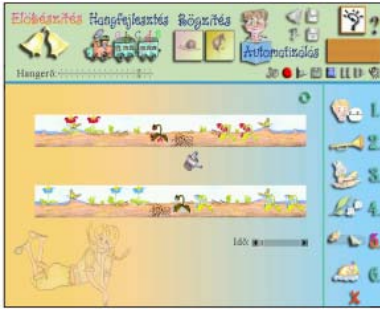 Előkészítés Hangfejlesztés Rögzítés
Automatizálás
?
Hangerő:
1.
2.
3.
4.
5.
Idő:
6.